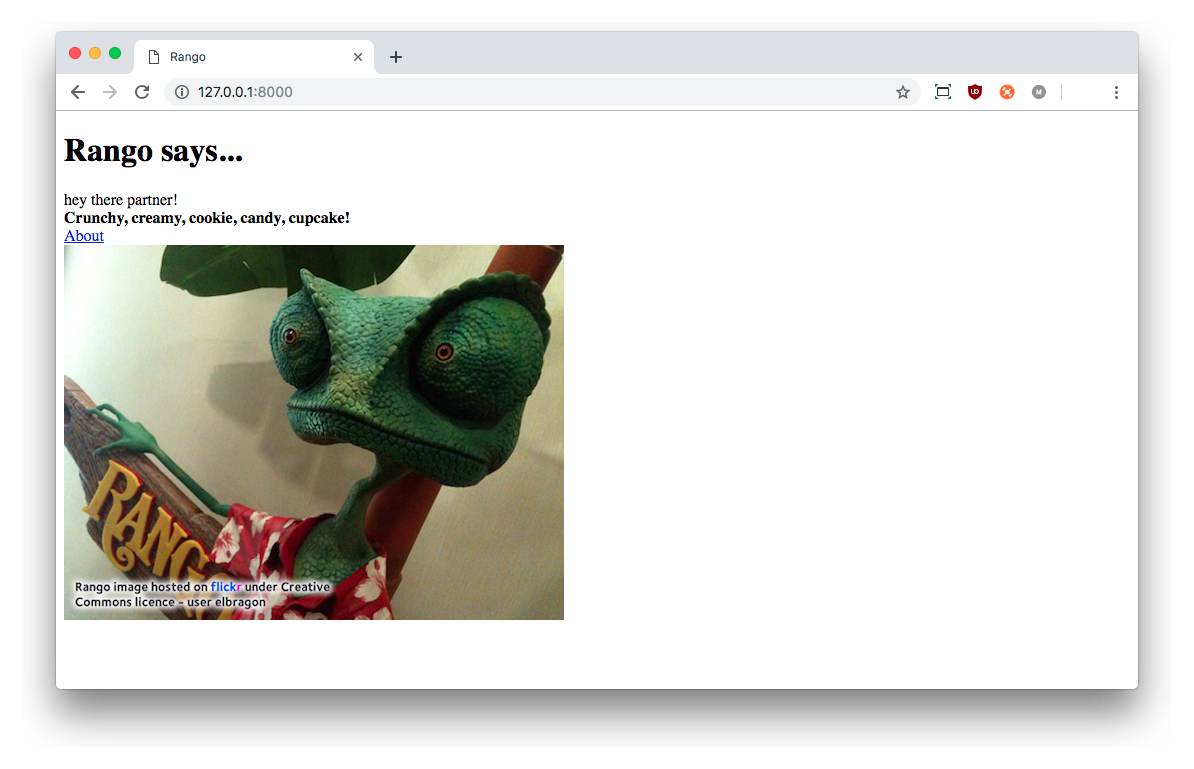 Rango
127.0.0.1:8000
Rango says...
hey there partner!
Crunchy, creamy, cookie, candy, cupcake!
About
RANGO
Rango image hosted on flickr under Creative
Commons licence - user elbragon